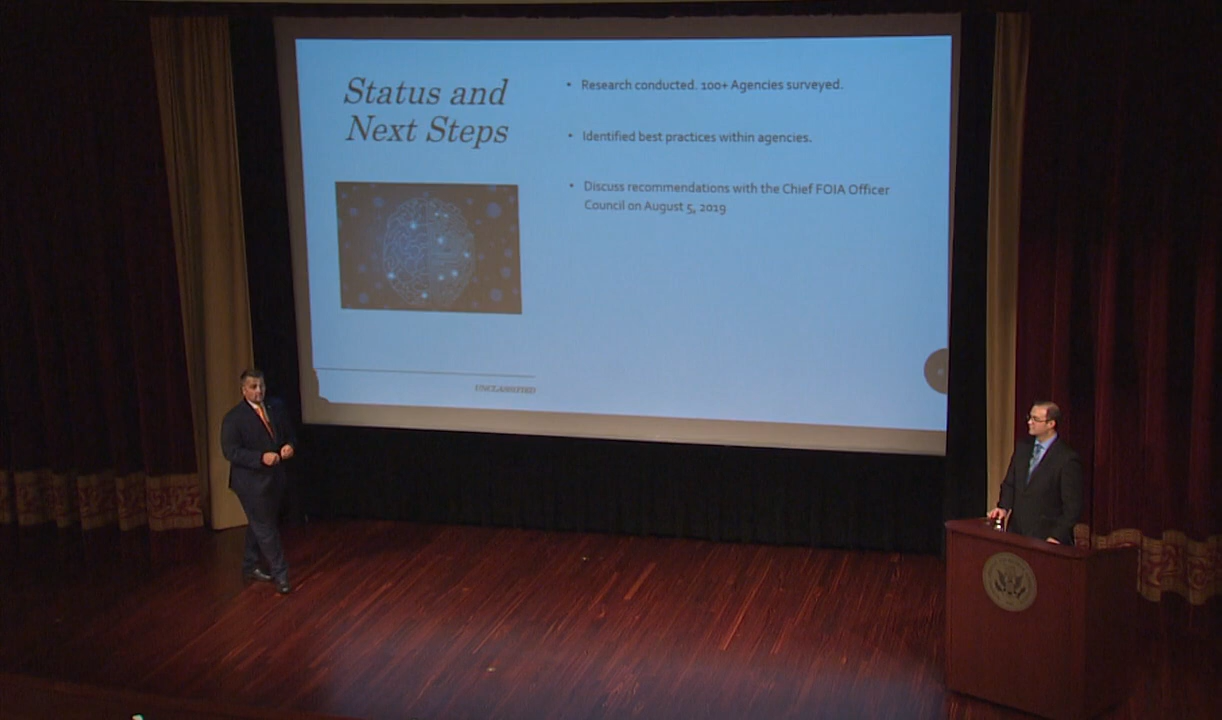 Status and
Next Steps
• Research conducted. 100+ Agencies surveyed.
• Identified best practices within agencies.
• Discuss recommendations with the Chief FOIA Officer
Council on August 5, 2019
UNCLASSIFIED